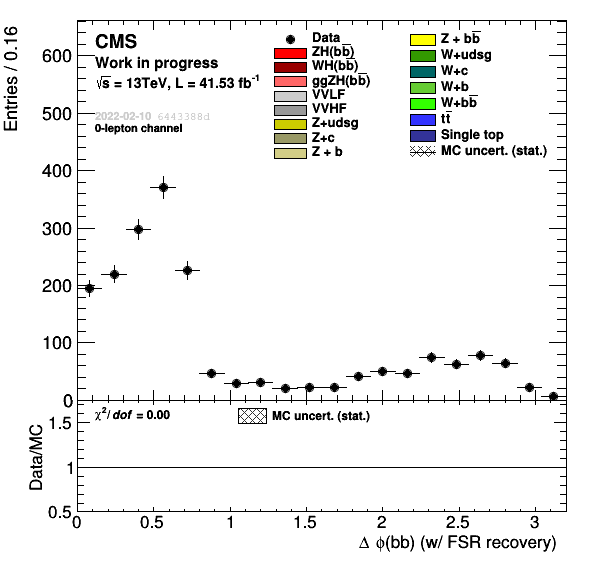 CMS
Work in progress
√s = 13TeV, L = 41.53 fb⁻¹
2022-02-10 6443388d
0-lepton channel
Data
ZH(bb̅)
WH(bb̅)
ggZH(bb̅)
VVLF
VVHF
Z+udsg
Z+c
Z + b
Z + bb̅
W+udsg
W+c
W+b
W+bb̅
tt̅
Single top
MC uncert. (stat.)
Entries / 0.16
600
500
400
300
200
100
0
χ²/dof = 0.00
MC uncert. (stat.)
Data/MC
1.5
1
0.5
0 0.5 1 1.5 2 2.5 3
Δ ϕ(bb) (w/ FSR recovery)